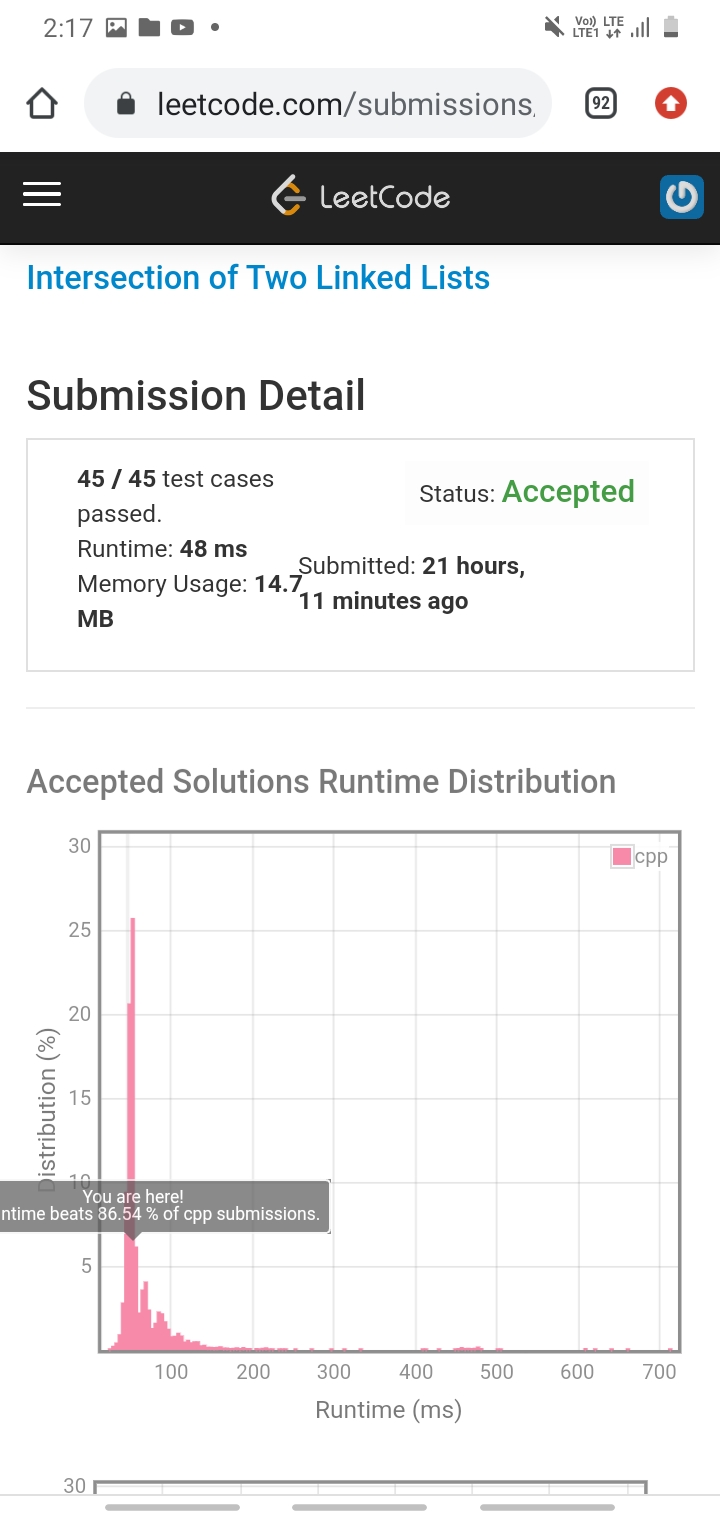 2:17
Vo)) LTE
LTE1
92
leetcode.com/submissions
LeetCode
Intersection of Two Linked Lists
Submission Detail
45 / 45 test cases
passed.
Runtime: 48 ms
Memory Usage: 14.7
MB
Status: Accepted
Submitted: 21 hours,
11 minutes ago
Accepted Solutions Runtime Distribution
cpp
30
25
20
15
10
5
Distribution (%)
You are here!
ntime beats 86.54 % of cpp submissions.
100 200 300 400 500 600 700
Runtime (ms)
30